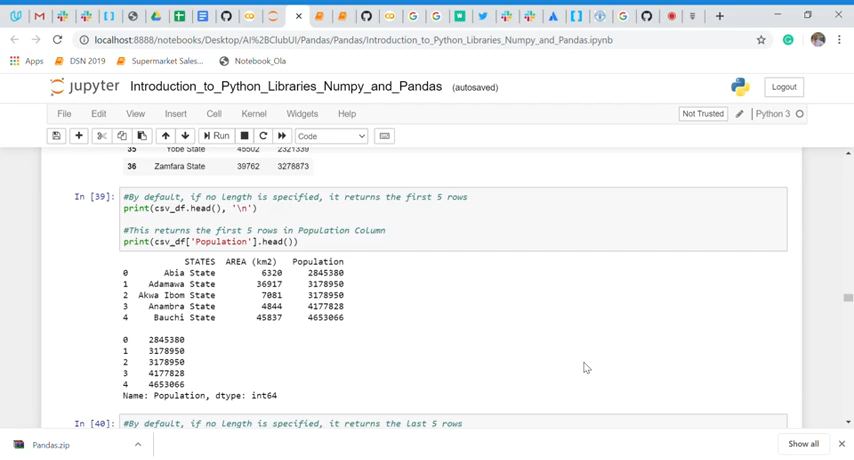 localhost:8888/notebooks/Desktop/AI%2BClubUI/Pandas/Pandas/Introduction_to_Python_Libraries_Numpy_and_Pandas.ipynb
Apps DSN 2019 Supermarket Sales... Notebook_Ola
jupyter Introduction_to_Python_Libraries_Numpy_and_Pandas (autosaved) Logout
File Edit View Insert Cell Kernel Widgets Help Not Trusted Python 3
Run Code
35 Yobe State 45502 2321339
36 Zamfara State 39762 3278873
In [39]: #By default, if no length is specified, it returns the first 5 rows
print(csv_df.head(), '\n')
#This returns the first 5 rows in Population Column
print(csv_df['Population'].head())
STATES AREA (km2) Population
0 Abia State 6320 2845380
1 Adamawa State 36917 3178950
2 Akwa Ibom State 7081 3178950
3 Anambra State 4844 4177828
4 Bauchi State 45837 4653066
0 2845380
1 3178950
2 3178950
3 4177828
4 4653066
Name: Population, dtype: int64
In [40]: #By default, if no length is specified, it returns the last 5 rows
Pandas.zip Show all